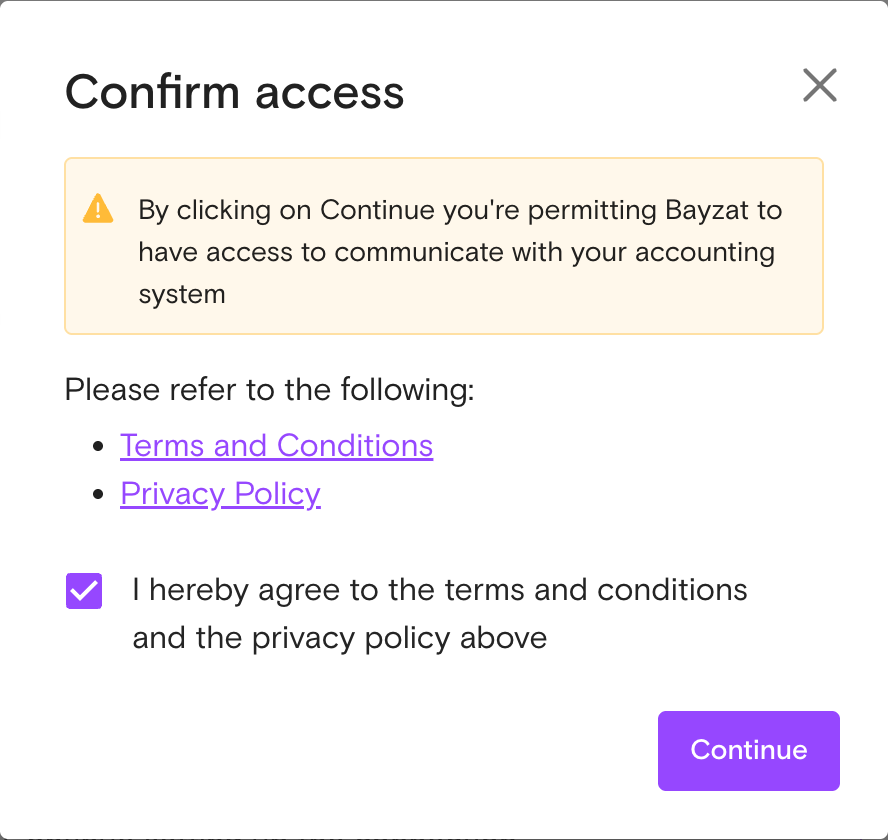 Confirm access
By clicking on Continue you're permitting Bayzat to
have access to communicate with your accounting
system
Please refer to the following:
• Terms and Conditions
• Privacy Policy
I hereby agree to the terms and conditions
and the privacy policy above
Continue